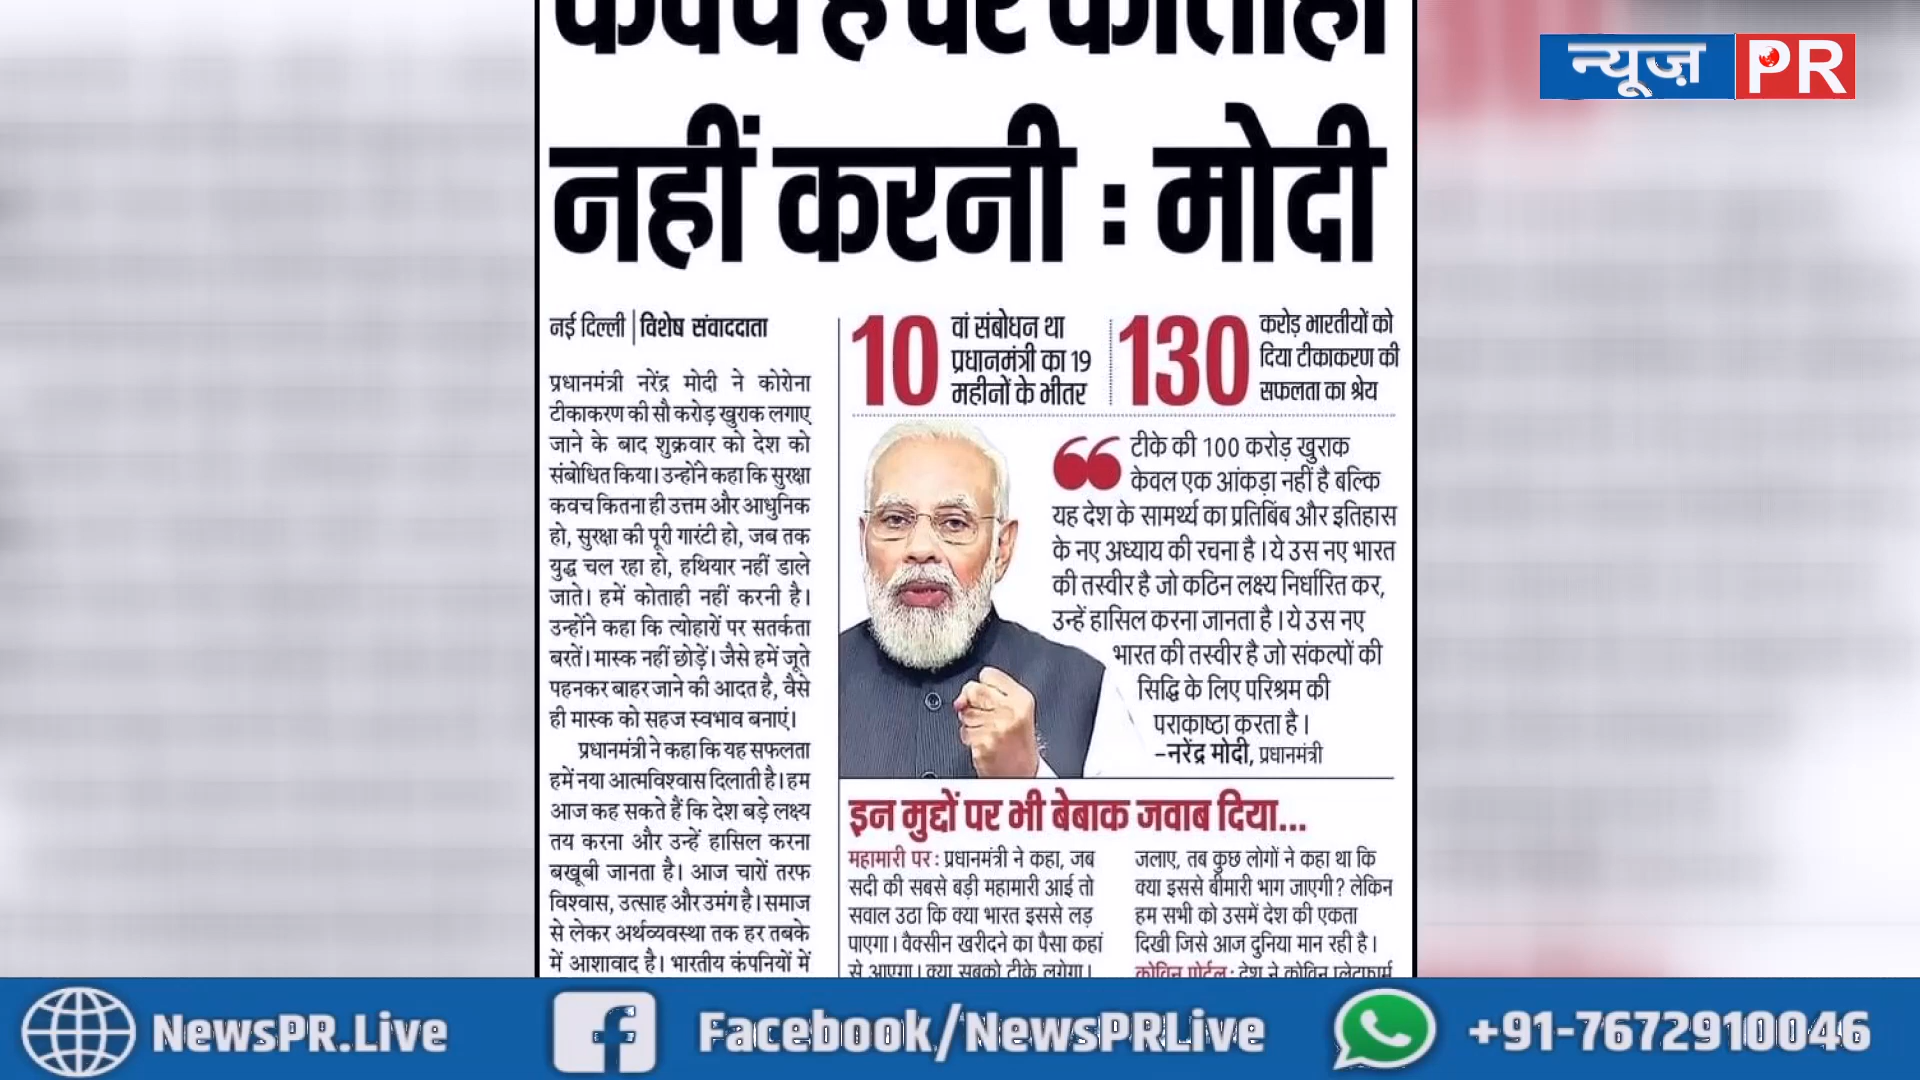 कवच है पर कोताही
नहीं करनी : मोदी
न्यूज़ PR
नई दिल्ली | विशेष संवाददाता
प्रधानमंत्री नरेंद्र मोदी ने कोरोना
टीकाकरण की सौ करोड़ खुराक लगाए
जाने के बाद शुक्रवार को देश को
संबोधित किया। उन्होंने कहा कि सुरक्षा
कवच कितना ही उत्तम और आधुनिक
हो, सुरक्षा की पूरी गारंटी हो, जब तक
युद्ध चल रहा हो, हथियार नहीं डाले
जाते। हमें कोताही नहीं करनी है।
उन्होंने कहा कि त्योहारों पर सतर्कता
बरतें। मास्क नहीं छोड़ें। जैसे हमें जूते
पहनकर बाहर जाने की आदत है, वैसे
ही मास्क को सहज स्वभाव बनाएं।
प्रधानमंत्री ने कहा कि यह सफलता
हमें नया आत्मविश्वास दिलाती है। हम
आज कह सकते हैं कि देश बड़े लक्ष्य
तय करना और उन्हें हासिल करना
बखूबी जानता है। आज चारों तरफ
विश्वास, उत्साह और उमंग है। समाज
से लेकर अर्थव्यवस्था तक हर तबके
में आशावाद है। भारतीय कंपनियों में
10 वां संबोधन था
प्रधानमंत्री का 19
महीनों के भीतर
130 करोड़ भारतीयों को
दिया टीकाकरण की
सफलता का श्रेय
“ टीके की 100 करोड़ खुराक
केवल एक आंकड़ा नहीं है बल्कि
यह देश के सामर्थ्य का प्रतिबिंब और इतिहास
के नए अध्याय की रचना है। ये उस नए भारत
की तस्वीर है जो कठिन लक्ष्य निर्धारित कर,
उन्हें हासिल करना जानता है। ये उस नए
भारत की तस्वीर है जो संकल्पों की
सिद्धि के लिए परिश्रम की
पराकाष्ठा करता है।
-नरेंद्र मोदी, प्रधानमंत्री
इन मुद्दों पर भी बेबाक जवाब दिया...
महामारी पर : प्रधानमंत्री ने कहा, जब
सदी की सबसे बड़ी महामारी आई तो
सवाल उठा कि क्या भारत इससे लड़
पाएगा। वैक्सीन खरीदने का पैसा कहां
से आएगा। क्या सबको टीके लगेगा।
जलाए, तब कुछ लोगों ने कहा था कि
क्या इससे बीमारी भाग जाएगी? लेकिन
हम सभी को उसमें देश की एकता
दिखी जिसे आज दुनिया मान रही है।
कोविन पोर्टल : देश ने कोविन प्लेटफार्म
NewsPR.Live
Facebook/NewsPRLive
+91-7672910046